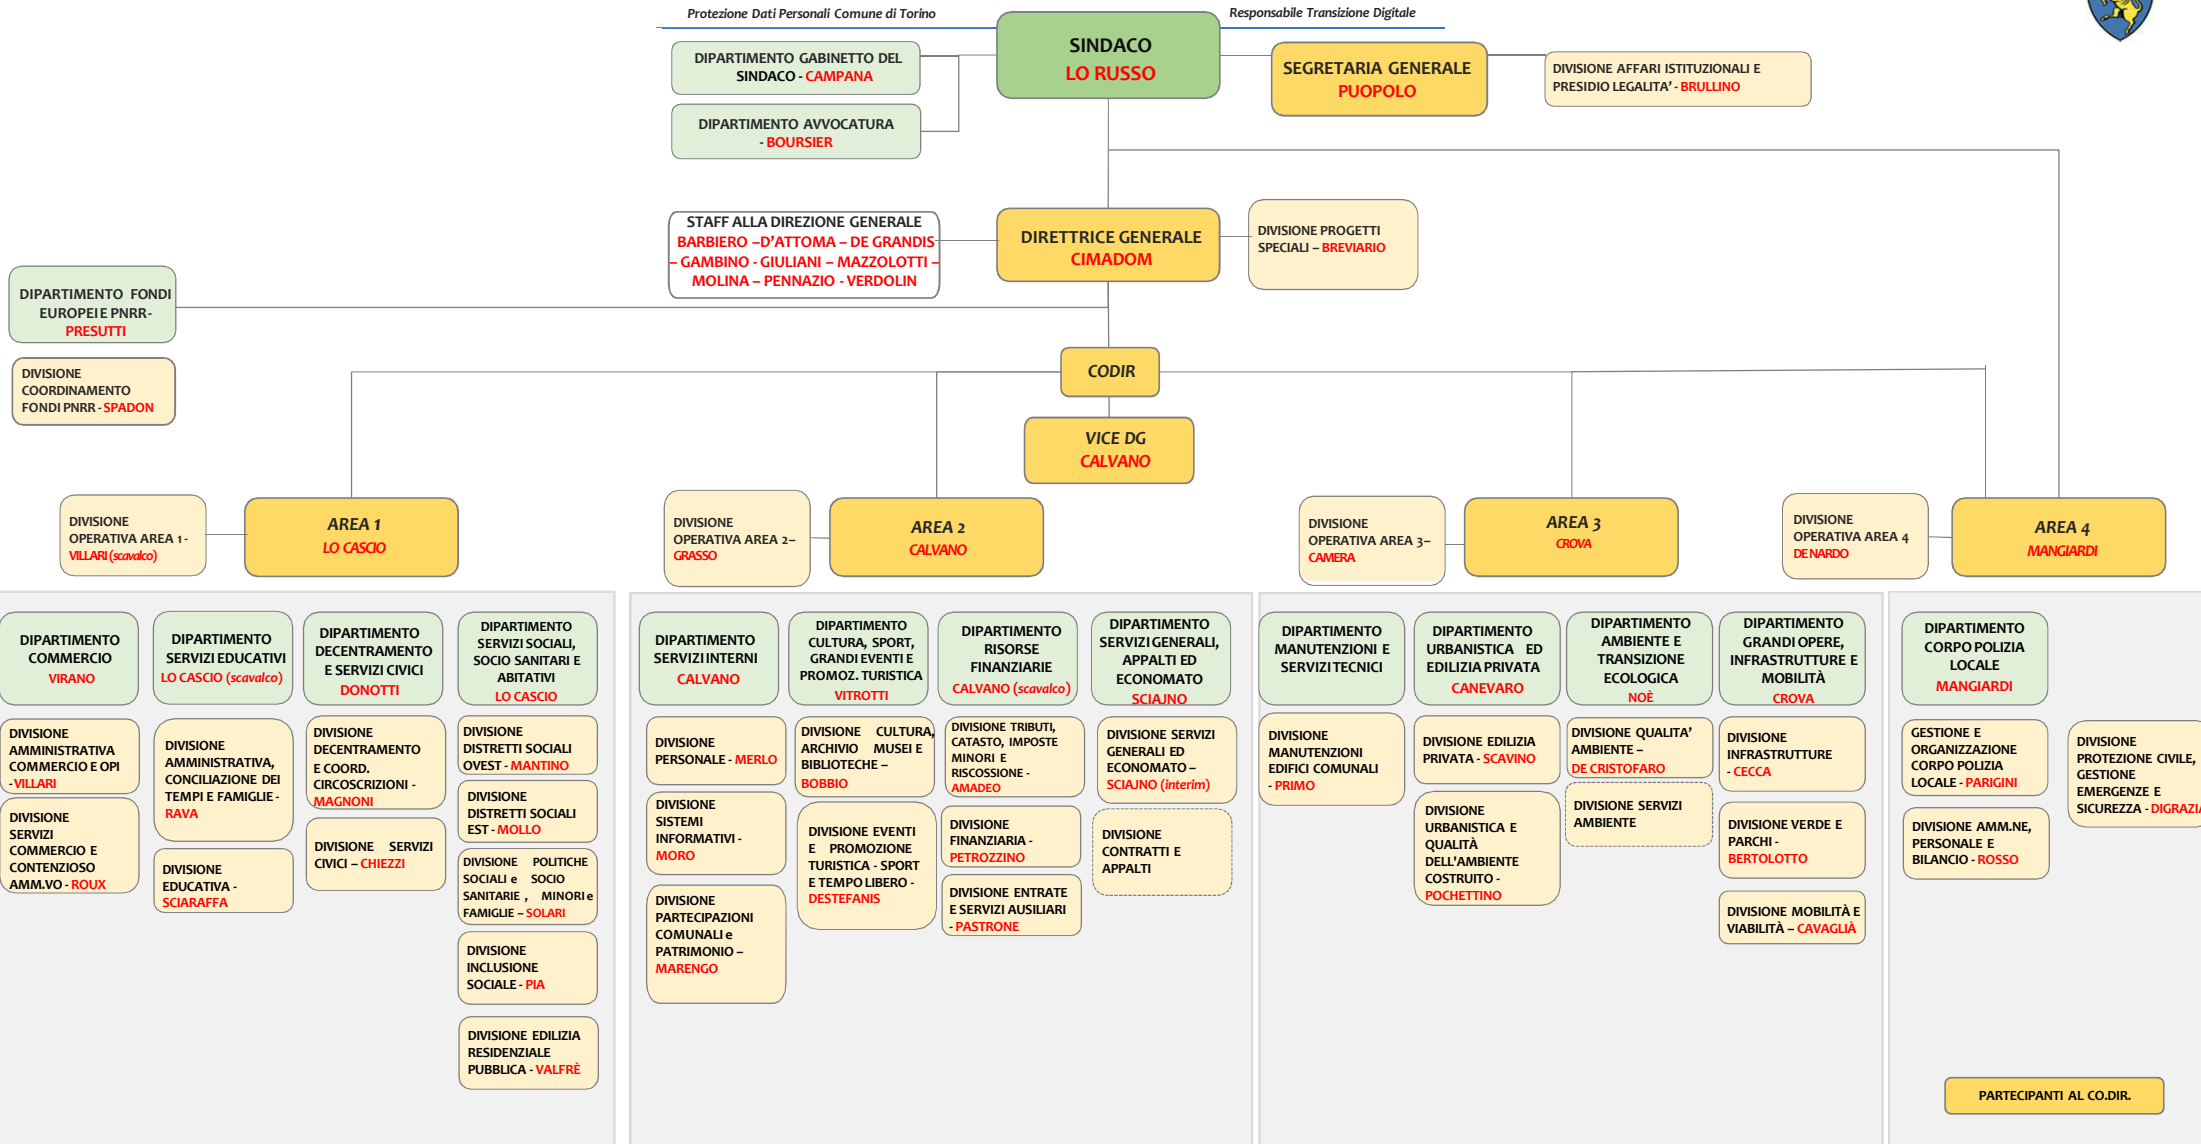 Protezione Dati Personali Comune di Torino
Responsabile Transizione Digitale
SINDACO
LO RUSSO
DIPARTIMENTO GABINETTO DEL
SINDACO - CAMPANA
DIPARTIMENTO AVVOCATURA
- BOURSIER
SEGRETARIA GENERALE
PUOPOLO
DIVISIONE AFFARI ISTITUZIONALI E
PRESIDIO LEGALITA' - BRULLINO
STAFF ALLA DIREZIONE GENERALE
BARBIERO –D'ATTOMA – DE GRANDIS
– GAMBINO - GIULIANI – MAZZOLOTTI –
MOLINA – PENNAZIO - VERDOLIN
DIRETTRICE GENERALE
CIMADOM
DIVISIONE PROGETTI
SPECIALI – BREVIARIO
DIPARTIMENTO FONDI
EUROPEI E PNRR-
PRESUTTI
DIVISIONE
COORDINAMENTO
FONDI PNRR - SPADON
CODIR
VICE DG
CALVANO
DIVISIONE
OPERATIVA AREA 1 -
VILLARI (scavalco)
AREA 1
LO CASCIO
DIVISIONE
OPERATIVA AREA 2–
GRASSO
AREA 2
CALVANO
DIVISIONE
OPERATIVA AREA 3–
CAMERA
AREA 3
CROVA
DIVISIONE
OPERATIVA AREA 4
DE NARDO
AREA 4
MANGIARDI
DIPARTIMENTO
COMMERCIO
VIRANO
DIVISIONE
AMMINISTRATIVA
COMMERCIO E OPI
- VILLARI
DIVISIONE
SERVIZI
COMMERCIO E
CONTENZIOSO
AMM.VO - ROUX
DIPARTIMENTO
SERVIZI EDUCATIVI
LO CASCIO (scavalco)
DIVISIONE
AMMINISTRATIVA,
CONCILIAZIONE DEI
TEMPI E FAMIGLIE -
RAVA
DIVISIONE
EDUCATIVA -
SCIARAFFA
DIPARTIMENTO
DECENTRAMENTO
E SERVIZI CIVICI
DONOTTI
DIVISIONE
DECENTRAMENTO
E COORD.
CIRCOSCRIZIONI -
MAGNONI
DIVISIONE SERVIZI
CIVICI – CHIEZZI
DIPARTIMENTO
SERVIZI SOCIALI,
SOCIO SANITARI E
ABITATIVI
LO CASCIO
DIVISIONE
DISTRETTI SOCIALI
OVEST - MANTINO
DIVISIONE
DISTRETTI SOCIALI
EST - MOLLO
DIVISIONE POLITICHE
SOCIALI e SOCIO
SANITARIE , MINORI e
FAMIGLIE – SOLARI
DIVISIONE
INCLUSIONE
SOCIALE - PIA
DIVISIONE EDILIZIA
RESIDENZIALE
PUBBLICA - VALFRÈ
DIPARTIMENTO
SERVIZI INTERNI
CALVANO
DIVISIONE
PERSONALE - MERLO
DIVISIONE
SISTEMI
INFORMATIVI -
MORO
DIVISIONE
PARTECIPAZIONI
COMUNALI e
PATRIMONIO –
MARENGO
DIPARTIMENTO
CULTURA, SPORT,
GRANDI EVENTI E
PROMOZ. TURISTICA
VITROTTI
DIVISIONE CULTURA,
ARCHIVIO MUSEI E
BIBLIOTECHE –
BOBBIO
DIVISIONE EVENTI
E PROMOZIONE
TURISTICA - SPORT
E TEMPO LIBERO -
DESTEFANIS
DIPARTIMENTO
RISORSE
FINANZIARIE
CALVANO (scavalco)
DIVISIONE TRIBUTI,
CATASTO, IMPOSTE
MINORI E
RISCOSSIONE -
AMADEO
DIVISIONE
FINANZIARIA -
PETROZZINO
DIVISIONE ENTRATE
E SERVIZI AUSILIARI
- PASTRONE
DIPARTIMENTO
SERVIZI GENERALI,
APPALTI ED
ECONOMATO
SCIAJNO
DIVISIONE SERVIZI
GENERALI ED
ECONOMATO –
SCIAJNO (interim)
DIVISIONE
CONTRATTI E
APPALTI
DIPARTIMENTO
MANUTENZIONI E
SERVIZI TECNICI
DIVISIONE
MANUTENZIONI
EDIFICI COMUNALI
- PRIMO
DIPARTIMENTO
URBANISTICA ED
EDILIZIA PRIVATA
CANEVARO
DIVISIONE EDILIZIA
PRIVATA - SCAVINO
DIVISIONE
URBANISTICA E
QUALITÀ
DELL'AMBIENTE
COSTRUITO -
POCHETTINO
DIPARTIMENTO
AMBIENTE E
TRANSIZIONE
ECOLOGICA
NOÈ
DIVISIONE QUALITA'
AMBIENTE –
DE CRISTOFARO
DIVISIONE SERVIZI
AMBIENTE
DIPARTIMENTO
GRANDI OPERE,
INFRASTRUTTURE E
MOBILITÀ
CROVA
DIVISIONE
INFRASTRUTTURE
- CECCA
DIVISIONE VERDE E
PARCHI -
BERTOLOTTO
DIVISIONE MOBILITÀ E
VIABILITÀ – CAVAGLIÀ
DIPARTIMENTO
CORPO POLIZIA
LOCALE
MANGIARDI
GESTIONE E
ORGANIZZAZIONE
CORPO POLIZIA
LOCALE - PARIGINI
DIVISIONE AMM.NE,
PERSONALE E
BILANCIO - ROSSO
DIVISIONE
PROTEZIONE CIVILE,
GESTIONE
EMERGENZE E
SICUREZZA - DIGRAZIA
PARTECIPANTI AL CO.DIR.